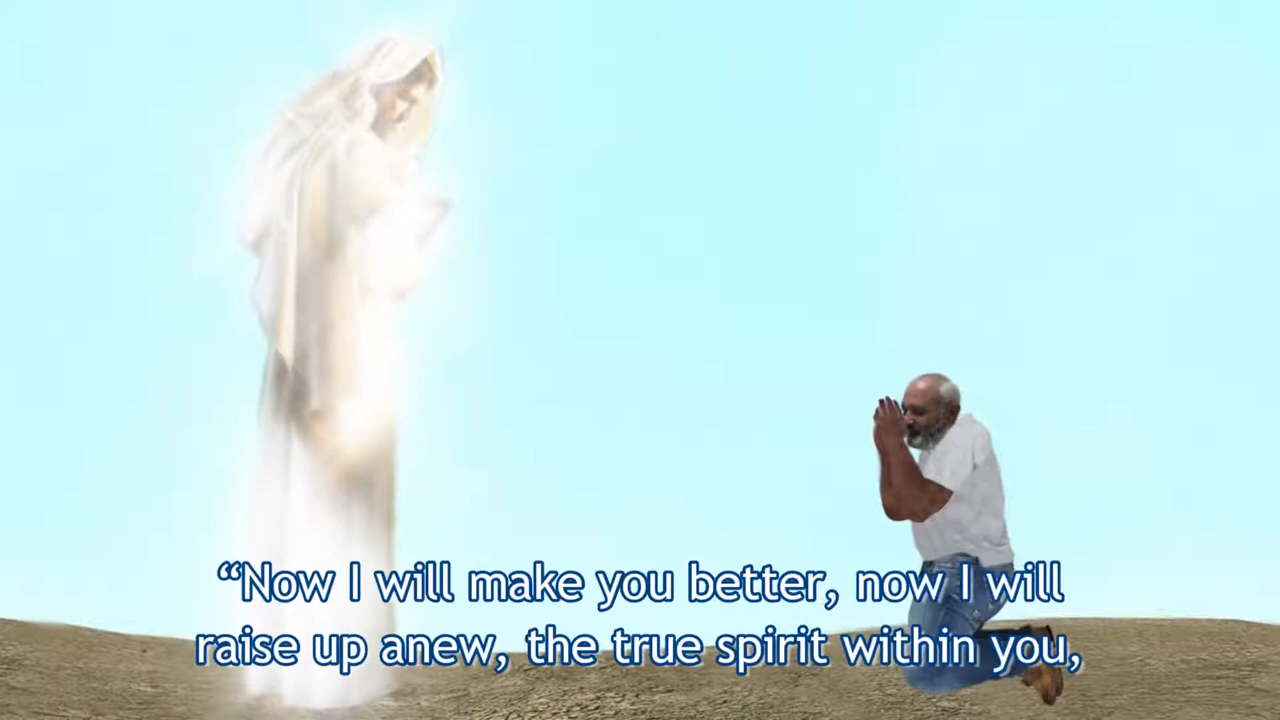 “Now I will make you better, now I will
raise up anew, the true spirit within you,